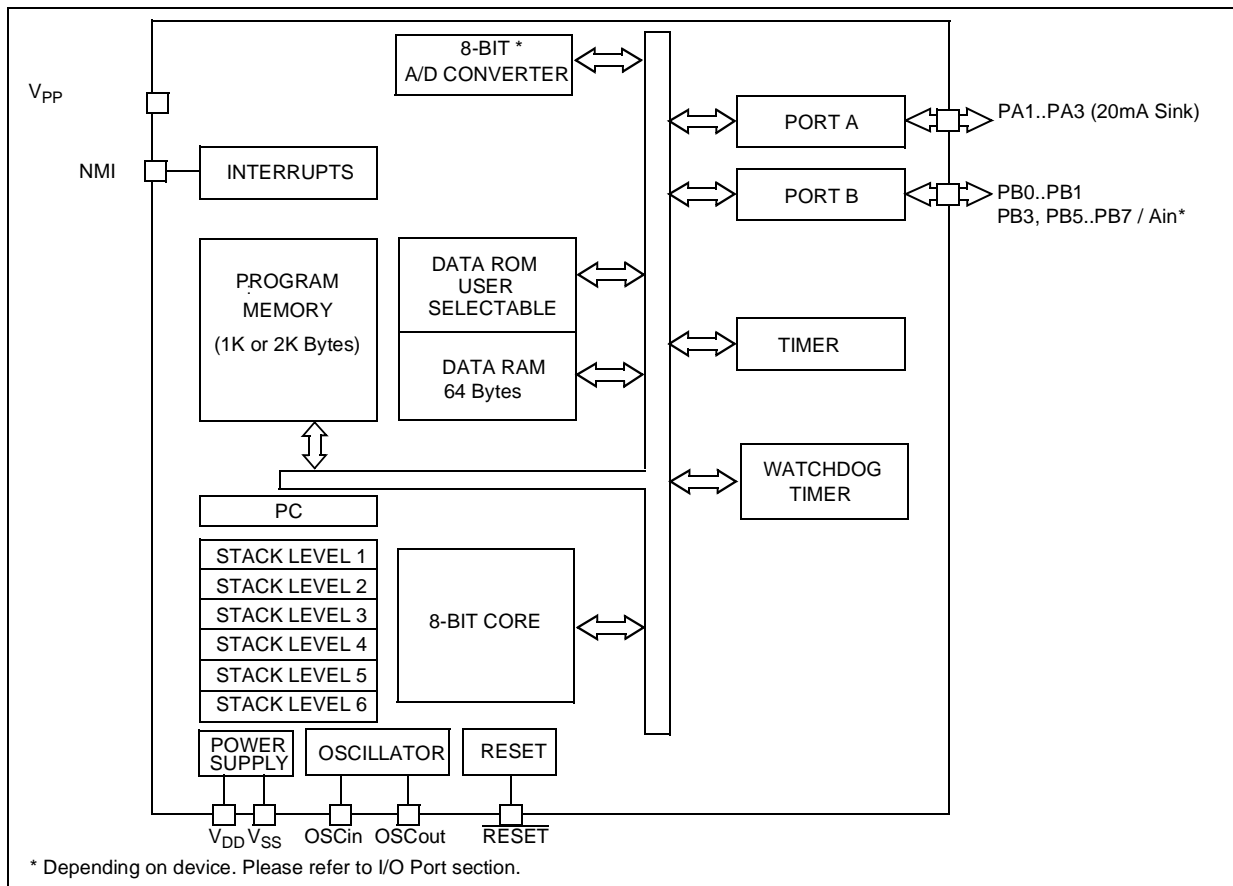 8-BIT *
A/D CONVERTER
V_PP
PORT A
PA1..PA3 (20mA Sink)
NMI
INTERRUPTS
PORT B
PB0..PB1
PB3, PB5..PB7 / Ain*
PROGRAM
MEMORY
(1K or 2K Bytes)
DATA ROM
USER
SELECTABLE
DATA RAM
64 Bytes
TIMER
WATCHDOG
TIMER
PC
STACK LEVEL 1
STACK LEVEL 2
STACK LEVEL 3
STACK LEVEL 4
STACK LEVEL 5
STACK LEVEL 6
8-BIT CORE
POWER
SUPPLY
OSCILLATOR
RESET
V_DD V_SS OSCin OSCout RESET
* Depending on device. Please refer to I/O Port section.